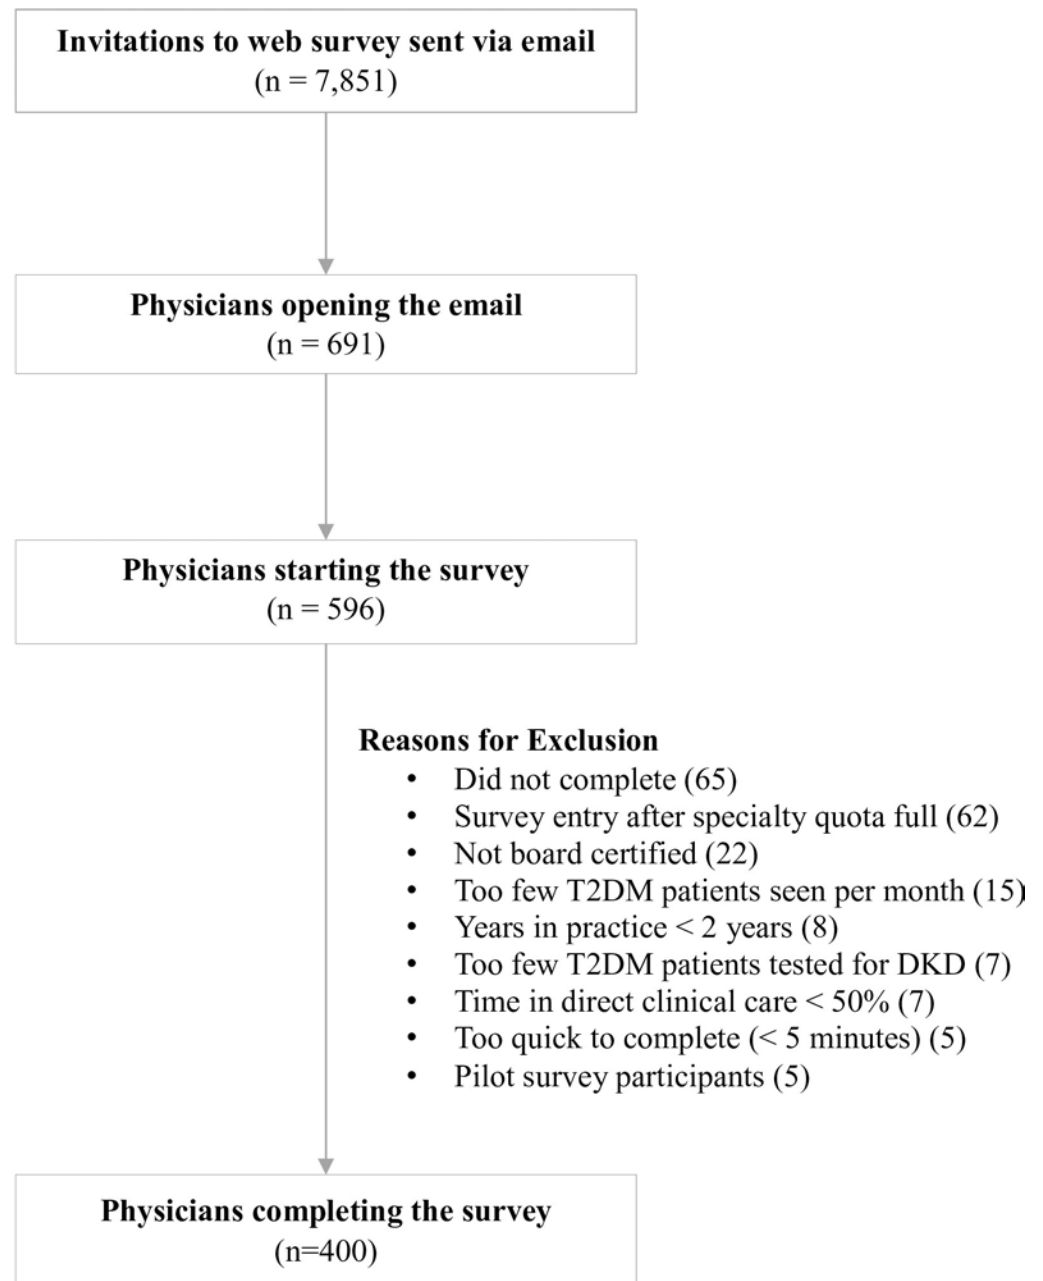 Invitations to web survey sent via email
(n = 7,851)
Physicians opening the email
(n = 691)
Physicians starting the survey
(n = 596)
Reasons for Exclusion
• Did not complete (65)
• Survey entry after specialty quota full (62)
• Not board certified (22)
• Too few T2DM patients seen per month (15)
• Years in practice < 2 years (8)
• Too few T2DM patients tested for DKD (7)
• Time in direct clinical care < 50% (7)
• Too quick to complete (< 5 minutes) (5)
• Pilot survey participants (5)
Physicians completing the survey
(n=400)